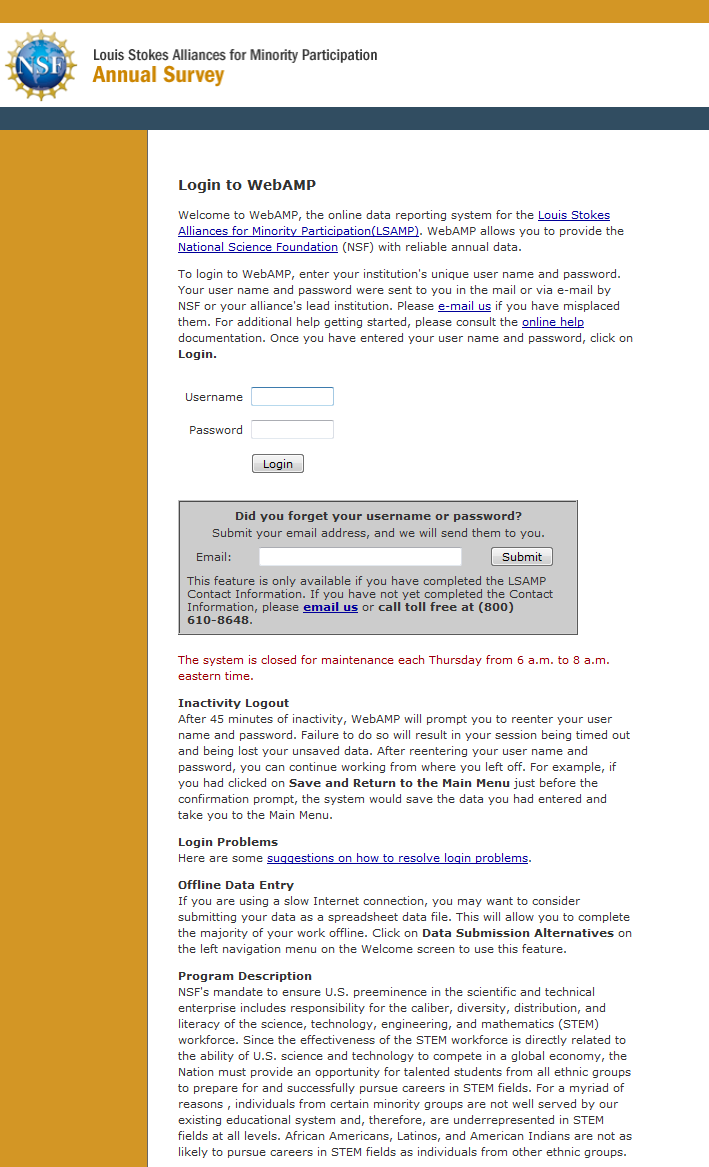 NSF
Louis Stokes Alliances for Minority Participation
Annual Survey
Login to WebAMP
Welcome to WebAMP, the online data reporting system for the Louis Stokes
Alliances for Minority Participation(LSAMP). WebAMP allows you to provide the
National Science Foundation (NSF) with reliable annual data.
To login to WebAMP, enter your institution's unique user name and password.
Your user name and password were sent to you in the mail or via e-mail by
NSF or your alliance's lead institution. Please e-mail us if you have misplaced
them. For additional help getting started, please consult the online help
documentation. Once you have entered your user name and password, click on
Login.
Username
Password
Login
Did you forget your username or password?
Submit your email address, and we will send them to you.
Email:
Submit
This feature is only available if you have completed the LSAMP
Contact Information. If you have not yet completed the Contact
Information, please email us or call toll free at (800)
610-8648.
The system is closed for maintenance each Thursday from 6 a.m. to 8 a.m.
eastern time.
Inactivity Logout
After 45 minutes of inactivity, WebAMP will prompt you to reenter your user
name and password. Failure to do so will result in your session being timed out
and being lost your unsaved data. After reentering your user name and
password, you can continue working from where you left off. For example, if
you had clicked on Save and Return to the Main Menu just before the
confirmation prompt, the system would save the data you had entered and
take you to the Main Menu.
Login Problems
Here are some suggestions on how to resolve login problems.
Offline Data Entry
If you are using a slow Internet connection, you may want to consider
submitting your data as a spreadsheet data file. This will allow you to complete
the majority of your work offline. Click on Data Submission Alternatives on
the left navigation menu on the Welcome screen to use this feature.
Program Description
NSF's mandate to ensure U.S. preeminence in the scientific and technical
enterprise includes responsibility for the caliber, diversity, distribution, and
literacy of the science, technology, engineering, and mathematics (STEM)
workforce. Since the effectiveness of the STEM workforce is directly related to
the ability of U.S. science and technology to compete in a global economy, the
Nation must provide an opportunity for talented students from all ethnic groups
to prepare for and successfully pursue careers in STEM fields. For a myriad of
reasons , individuals from certain minority groups are not well served by our
existing educational system and, therefore, are underrepresented in STEM
fields at all levels. African Americans, Latinos, and American Indians are not as
likely to pursue careers in STEM fields as individuals from other ethnic groups.